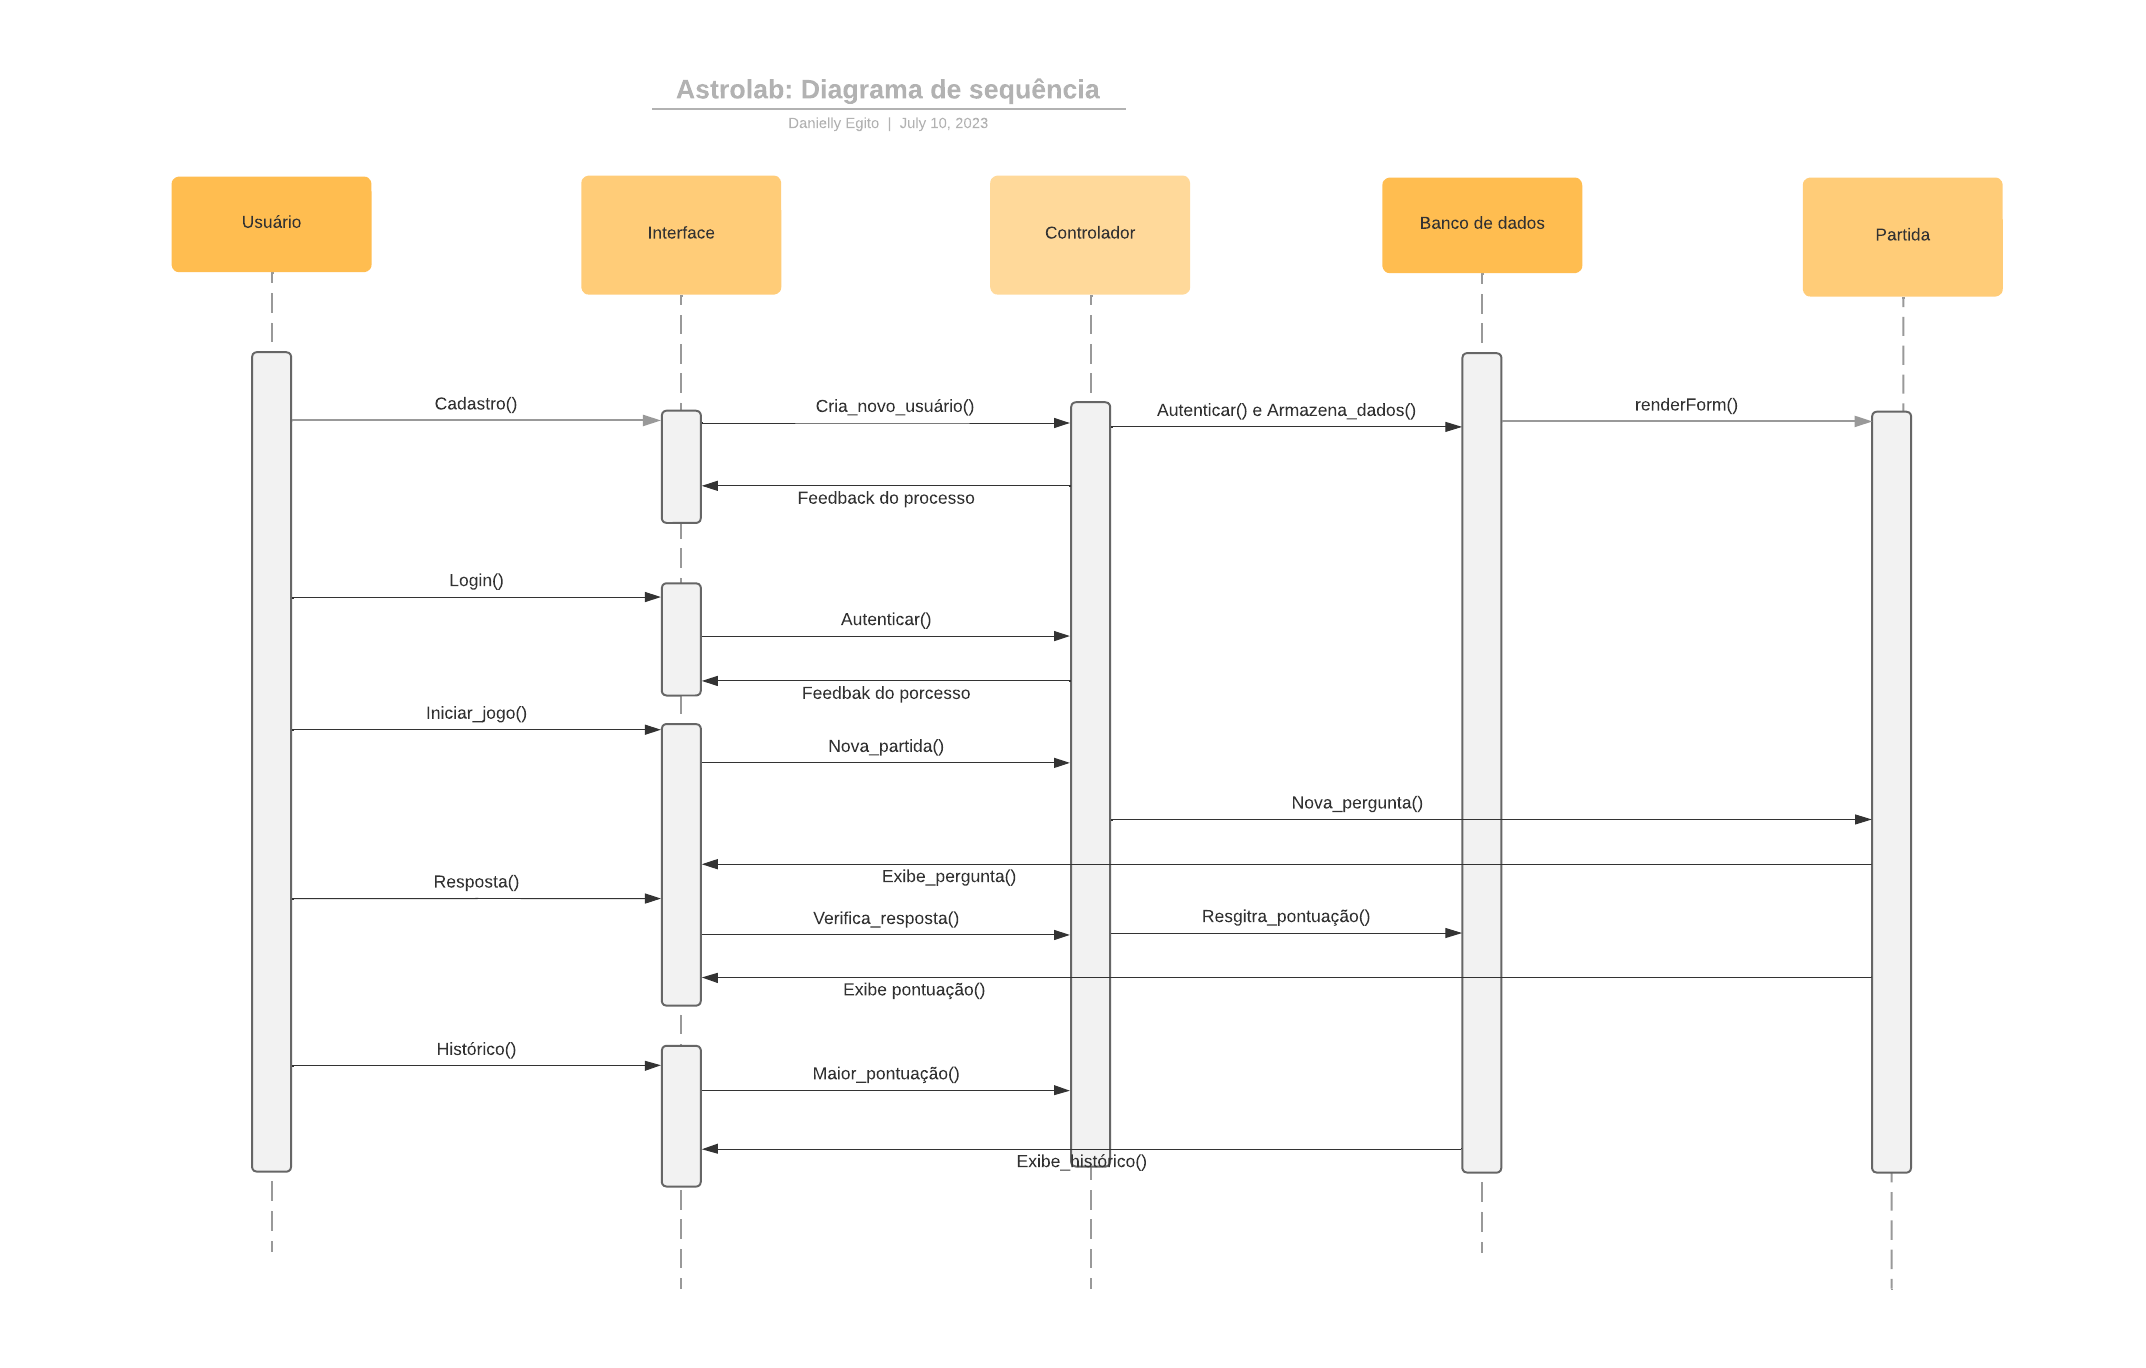 Astrolab: Diagrama de sequência
Danielly Egito | July 10, 2023
Usuário
Interface
Controlador
Banco de dados
Partida
Cadastro()
Cria_novo_usuário()
Autenticar() e Armazena_dados()
renderForm()
Feedback do processo
Login()
Autenticar()
Feedbak do porcesso
Iniciar_jogo()
Nova_partida()
Nova_pergunta()
Exibe_pergunta()
Resposta()
Verifica_resposta()
Resgitra_pontuação()
Exibe pontuação()
Histórico()
Maior_pontuação()
Exibe_histórico()